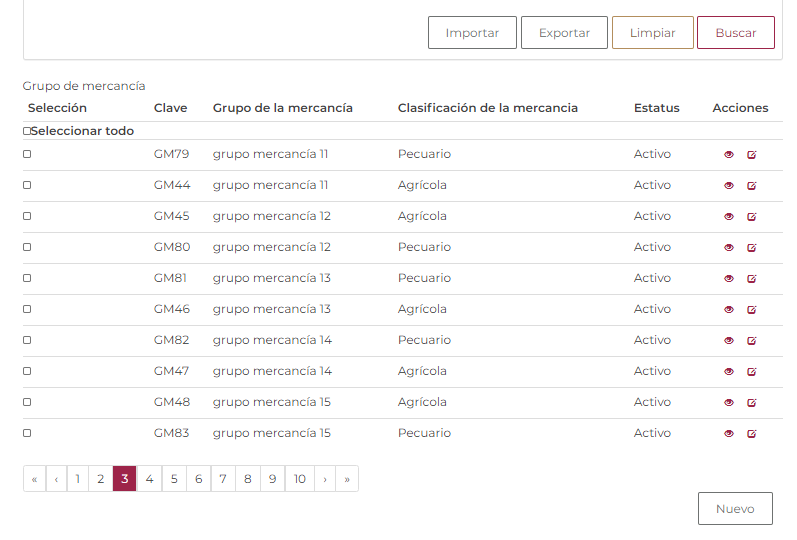 Importar Exportar Limpiar Buscar
Grupo de mercancía
Selección Clave Grupo de la mercancía Clasificación de la mercancia Estatus Acciones
Seleccionar todo
GM79 grupo mercancía 11 Pecuario Activo
GM44 grupo mercancía 11 Agrícola Activo
GM45 grupo mercancía 12 Agrícola Activo
GM80 grupo mercancía 12 Pecuario Activo
GM81 grupo mercancía 13 Pecuario Activo
GM46 grupo mercancía 13 Agrícola Activo
GM82 grupo mercancía 14 Pecuario Activo
GM47 grupo mercancía 14 Agrícola Activo
GM48 grupo mercancía 15 Agrícola Activo
GM83 grupo mercancía 15 Pecuario Activo
« ‹ 1 2 3 4 5 6 7 8 9 10 › »
Nuevo